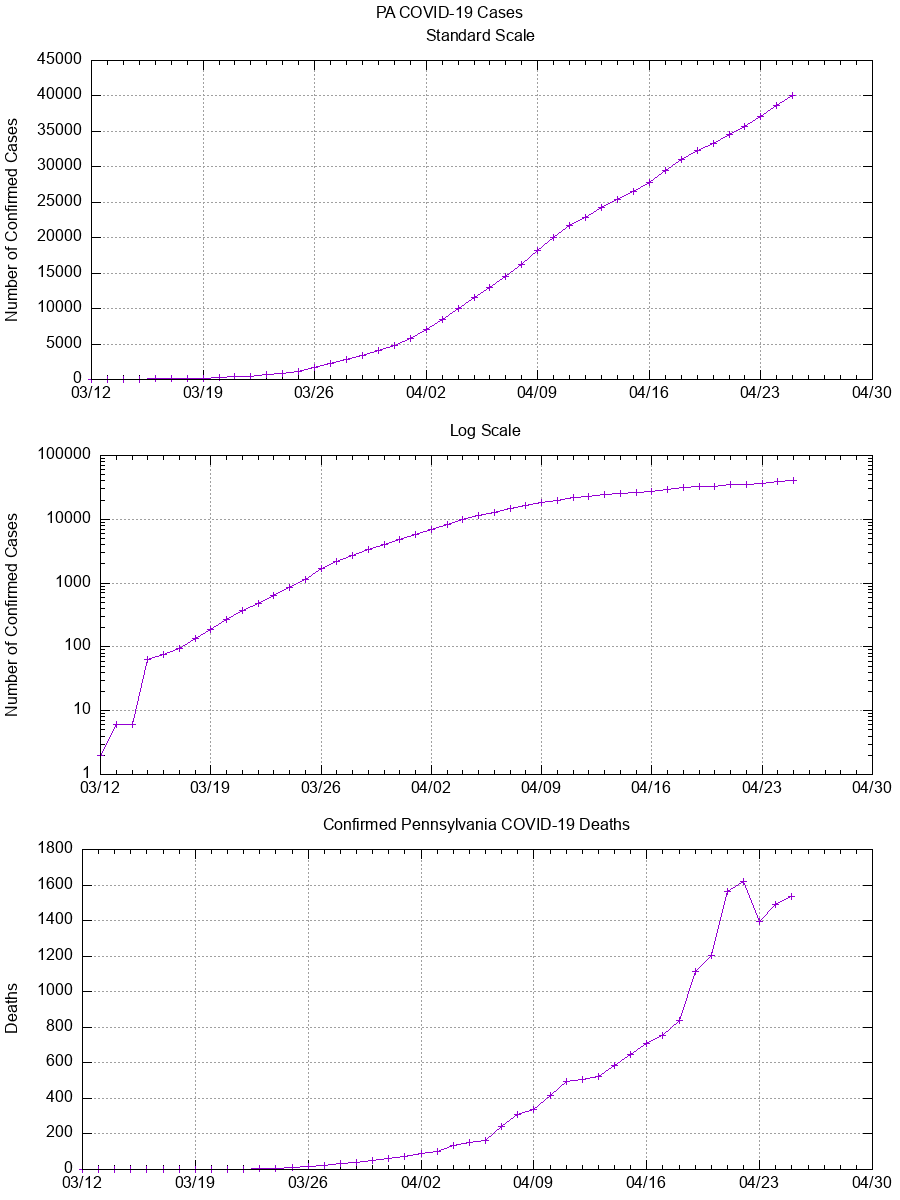 PA COVID-19 Cases
Standard Scale
Number of Confirmed Cases
45000
40000
35000
30000
25000
20000
15000
10000
5000
0
03/12 03/19 03/26 04/02 04/09 04/16 04/23 04/30
Log Scale
Number of Confirmed Cases
100000
10000
1000
100
10
1
03/12 03/19 03/26 04/02 04/09 04/16 04/23 04/30
Confirmed Pennsylvania COVID-19 Deaths
Deaths
1800
1600
1400
1200
1000
800
600
400
200
0
03/12 03/19 03/26 04/02 04/09 04/16 04/23 04/30